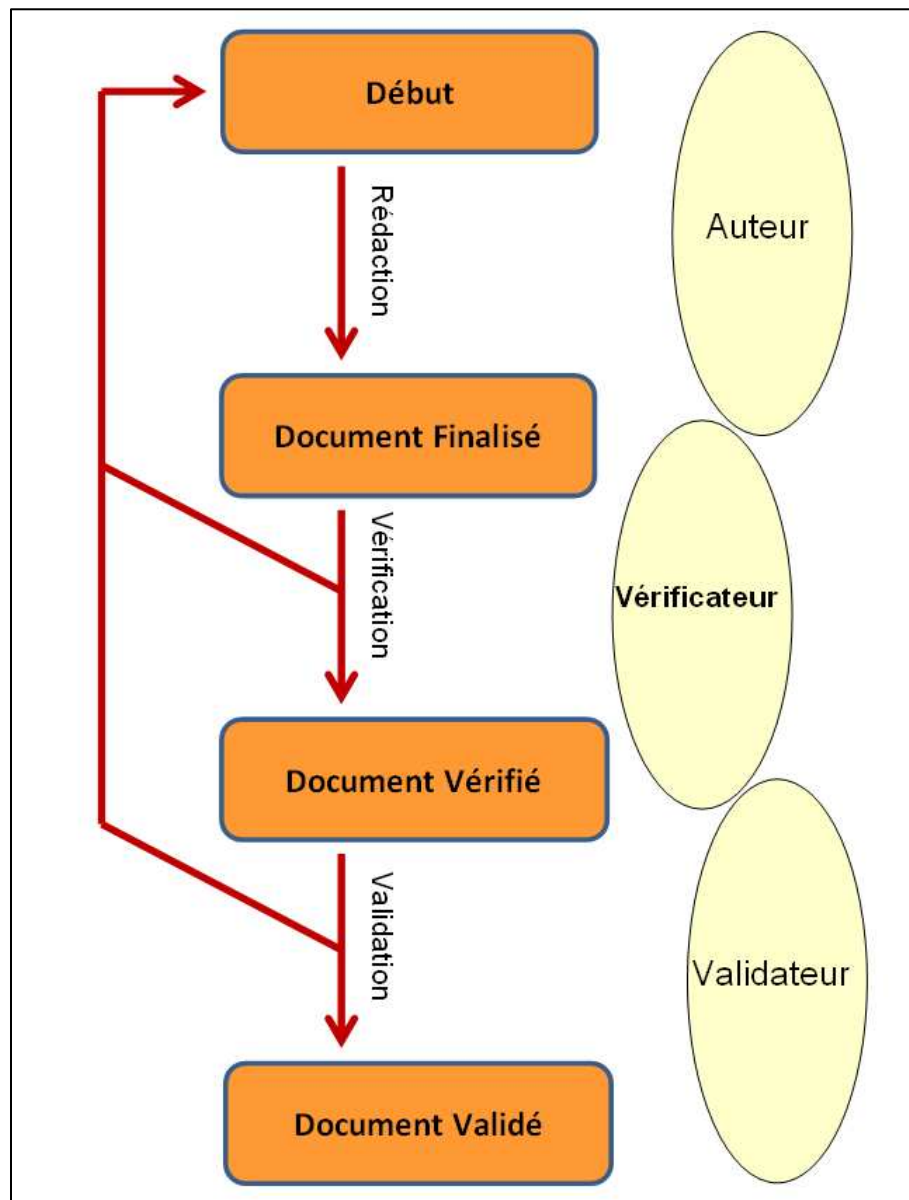 Début
Rédaction
Auteur
Document Finalisé
Vérification
Vérificateur
Document Vérifié
Validation
Validateur
Document Validé